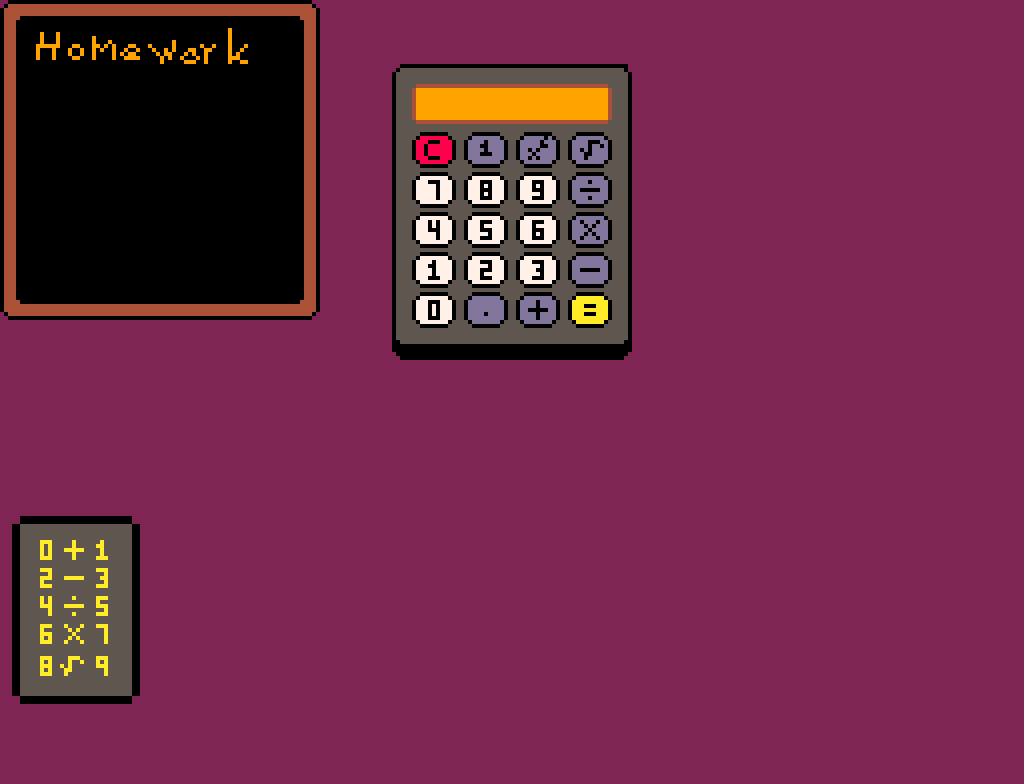 Homework
C 1 x² √
7 8 9 ÷
4 5 6 ×
1 2 3 −
0 . + =
0 + 1
2 − 3
4 ÷ 5
6 × 7
8 √ 9